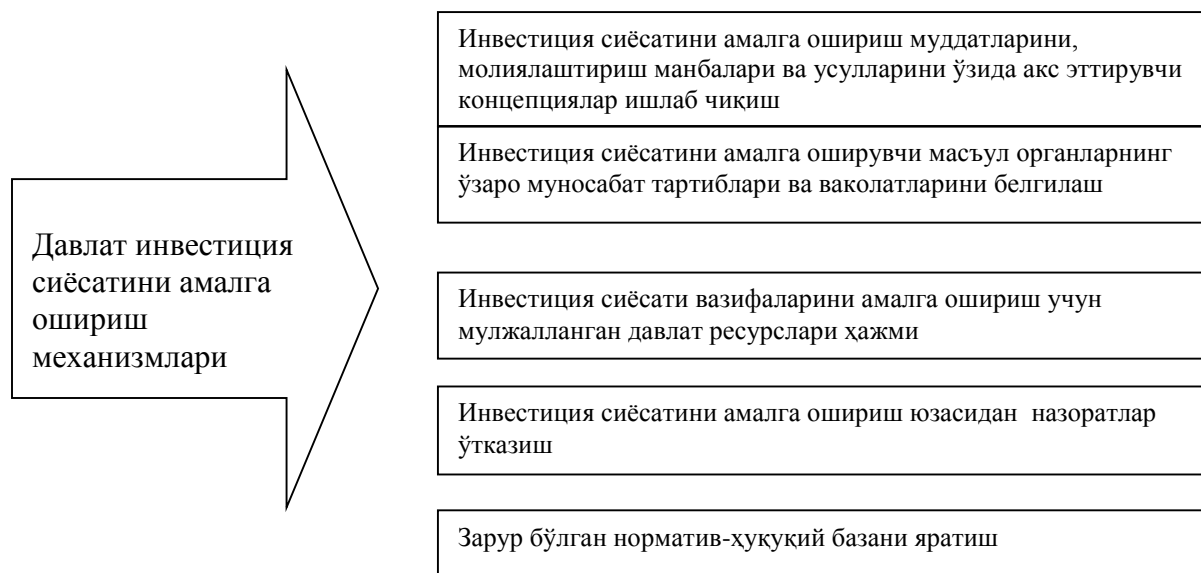 Давлат инвестиция
сиёсатини амалга
ошириш
механизмлари
Инвестиция сиёсатини амалга ошириш муддатларини,
молиялаштириш манбалари ва усулларини ўзида акс эттирувчи
концепциялар ишлаб чиқиш
Инвестиция сиёсатини амалга оширувчи масъул органларнинг
ўзаро муносабат тартиблари ва ваколатларини белгилаш
Инвестиция сиёсати вазифаларини амалга ошириш учун
мулжалланган давлат ресурслари ҳажми
Инвестиция сиёсатини амалга ошириш юзасидан назоратлар
ўтказиш
Зарур бўлган норматив-ҳуқуқий базани яратиш